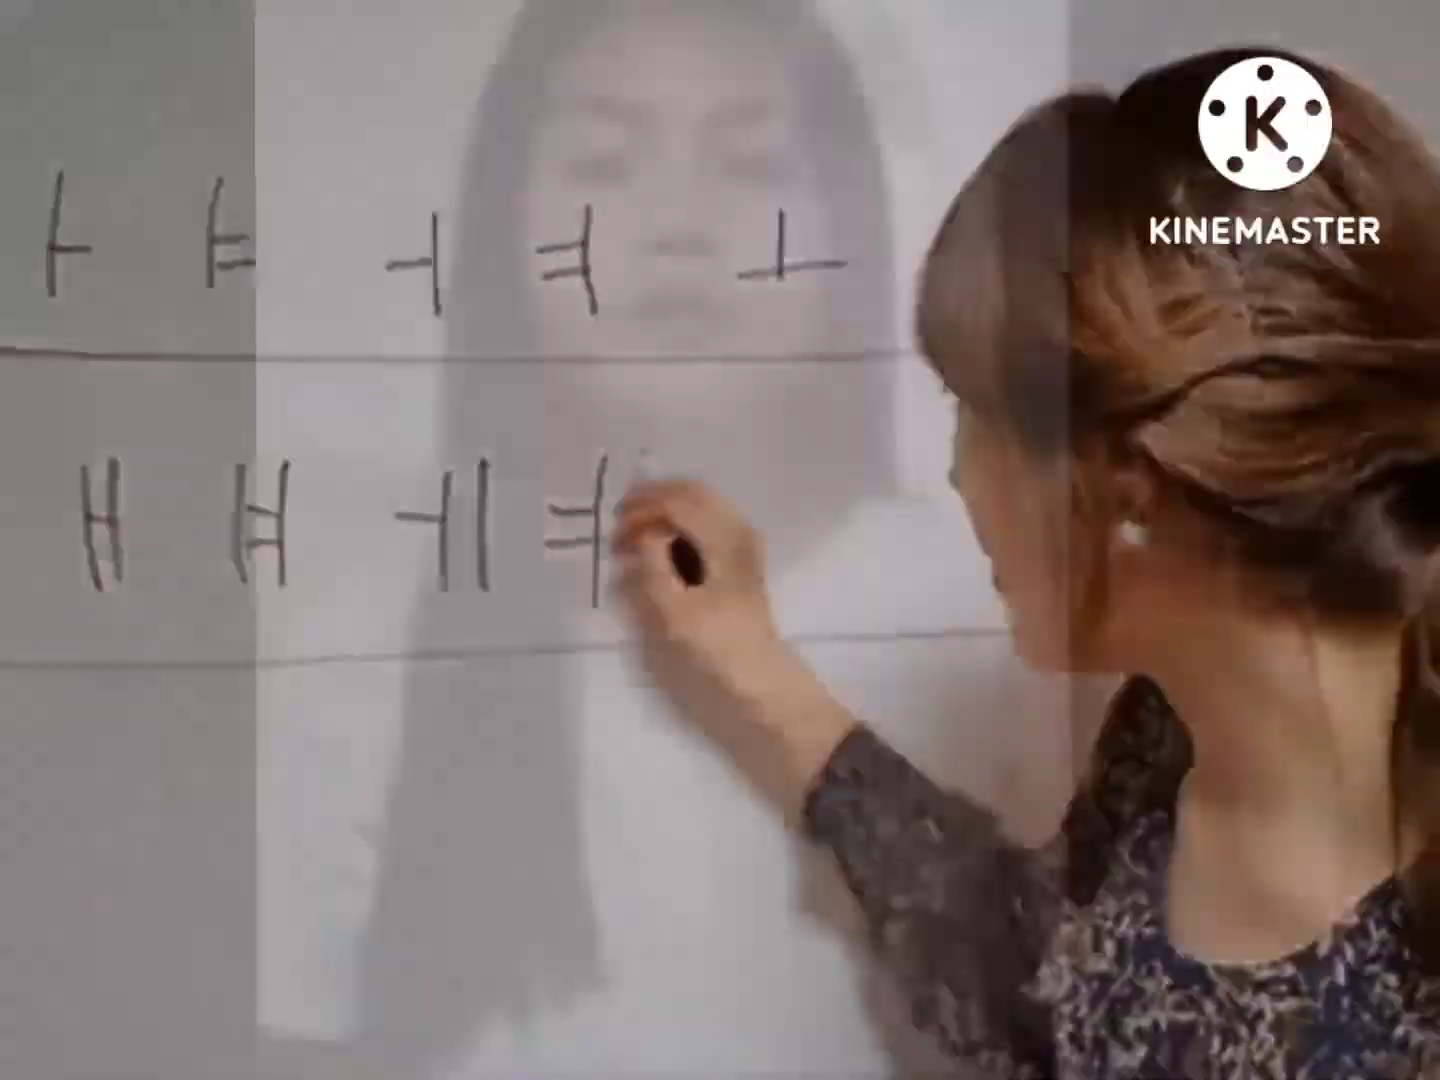 ㅏ ㅑ ㅓ ㅕ ㅗ
ㅐ ㅒ ㅔ ㅕ
K
KINEMASTER